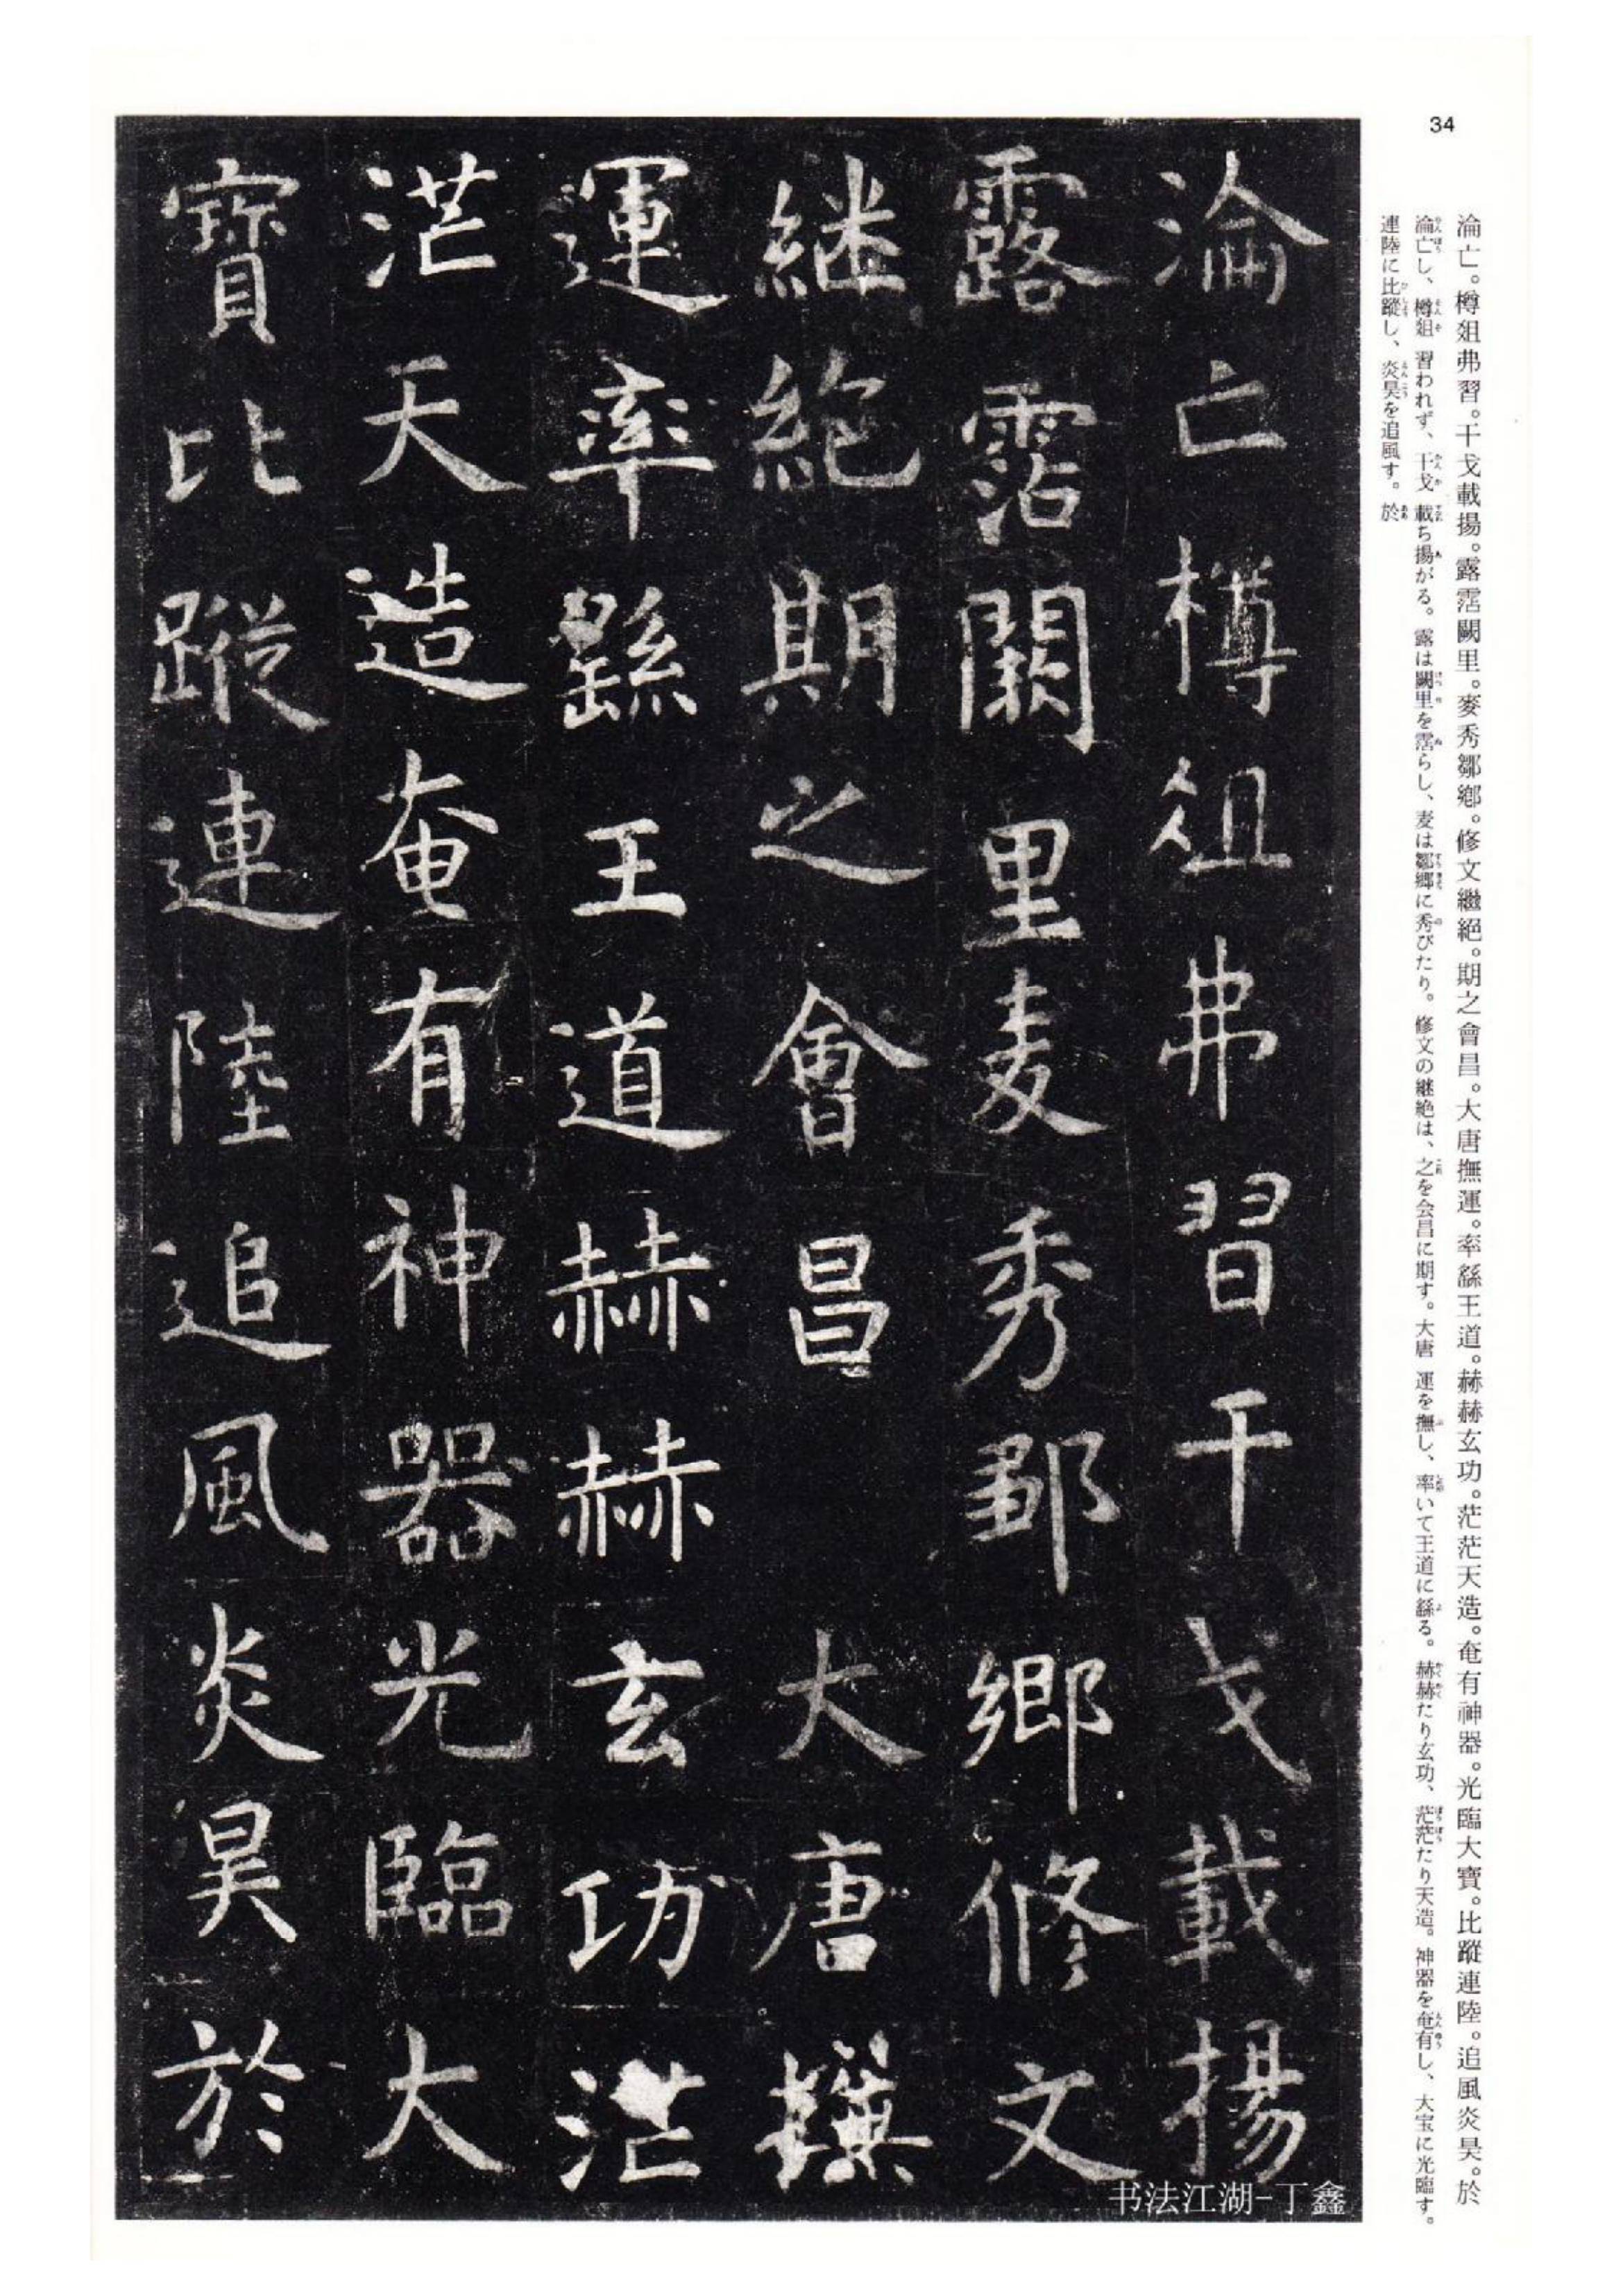 34
淪亡。樽爼弗習。干戈載揚。露霑闕里。麥秀鄒鄕。修文繼絕。期之會昌。大唐撫運。率繇王道。赫赫玄功。茫茫天造。奄有神器。光臨大寶。比蹤連陸。追風炎昊。於
淪亡し、樽爼 習われず、干戈 載ち揚がる。露は闕里を霑らし、麦は鄒郷に秀びたり。修文の継絶は、之を会昌に期す。大唐 運を撫し、率いて王道に繇る。赫赫たり玄功、茫茫たり天造。神器を奄有し、大宝に光臨す。
連陸に比蹤し、炎昊を追風す。於
淪亡樽爼弗習干戈載揚
露霑闕里麦秀鄒鄉修文
継絕期之會昌 大唐撫
運率繇王道赫赫玄功茫
茫天造奄有神器光臨大
寶比蹤連陸追風炎昊於
书法江湖-丁鑫